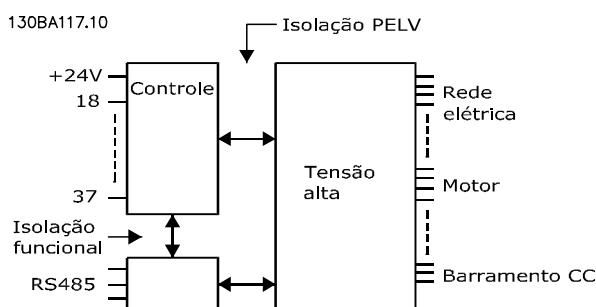 130BA117.10
Isolação PELV
+24V
Controle
18
37
Tensão
alta
Rede
elétrica
Motor
Isolação
funcional
RS485
Barramento CC